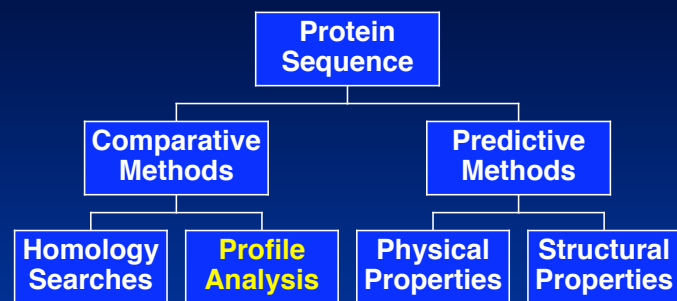 Protein
Sequence
Comparative
Methods
Predictive
Methods
Homology
Searches
Profile
Analysis
Physical
Properties
Structural
Properties